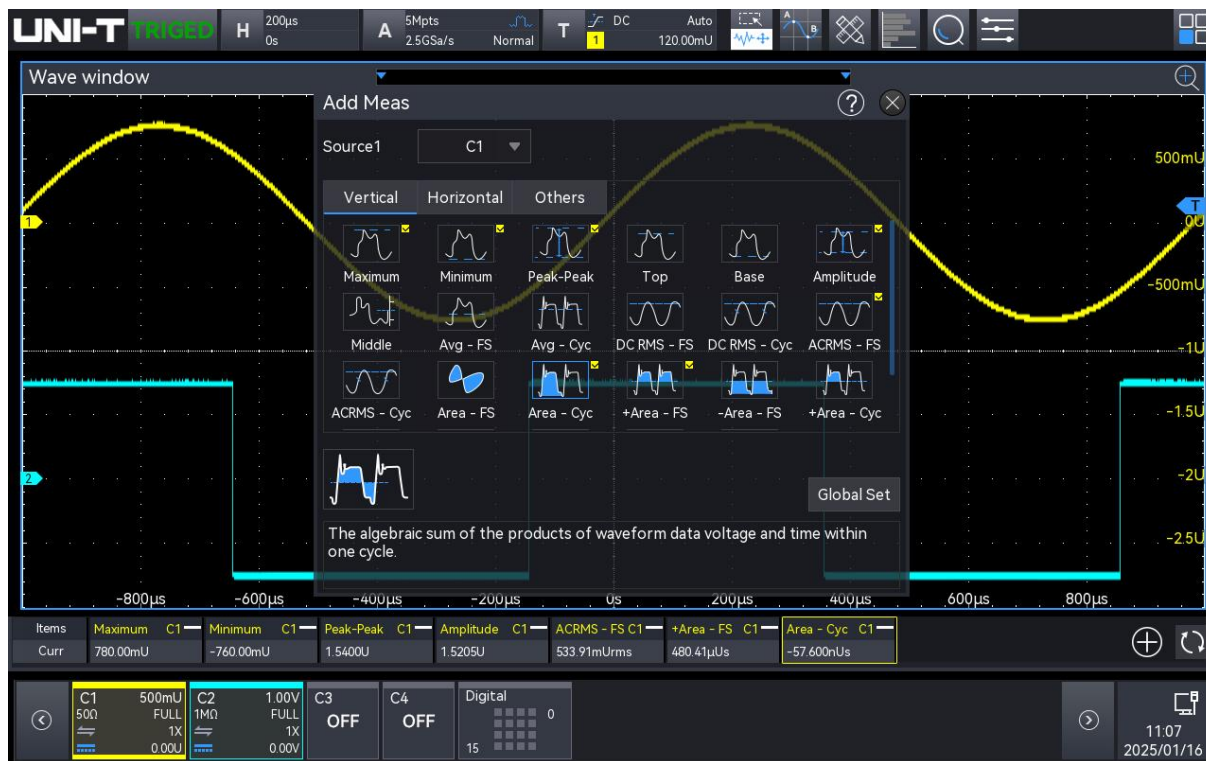 UNI-T TRIGED H 200μs 0s A 5Mpts 2.5GSa/s Normal T 1 DC Auto 120.00mU
Wave window
Add Meas ?
Source1 C1
Vertical Horizontal Others
Maximum Minimum Peak-Peak Top Base Amplitude
Middle Avg - FS Avg - Cyc DC RMS - FS DC RMS - Cyc ACRMS - FS
ACRMS - Cyc Area - FS Area - Cyc +Area - FS -Area - FS +Area - Cyc
Global Set
The algebraic sum of the products of waveform data voltage and time within
one cycle.
1
2
T
500mU
0U
-500mU
-1U
-1.5U
-2U
-2.5U
-800μs -600μs -400μs -200μs 0s 200μs 400μs 600μs 800μs
Items Maximum C1 Minimum C1 Peak-Peak C1 Amplitude C1 ACRMS - FS C1 +Area - FS C1 Area - Cyc C1
Curr 780.00mU -760.00mU 1.5400U 1.5205U 533.91mUrms 480.41μUs -57.600nUs
C1 500mU C2 1.00V C3 C4 Digital
50Ω FULL 1MΩ FULL OFF OFF 0
1X 1X
0.00U 0.00V 15
11:07
2025/01/16